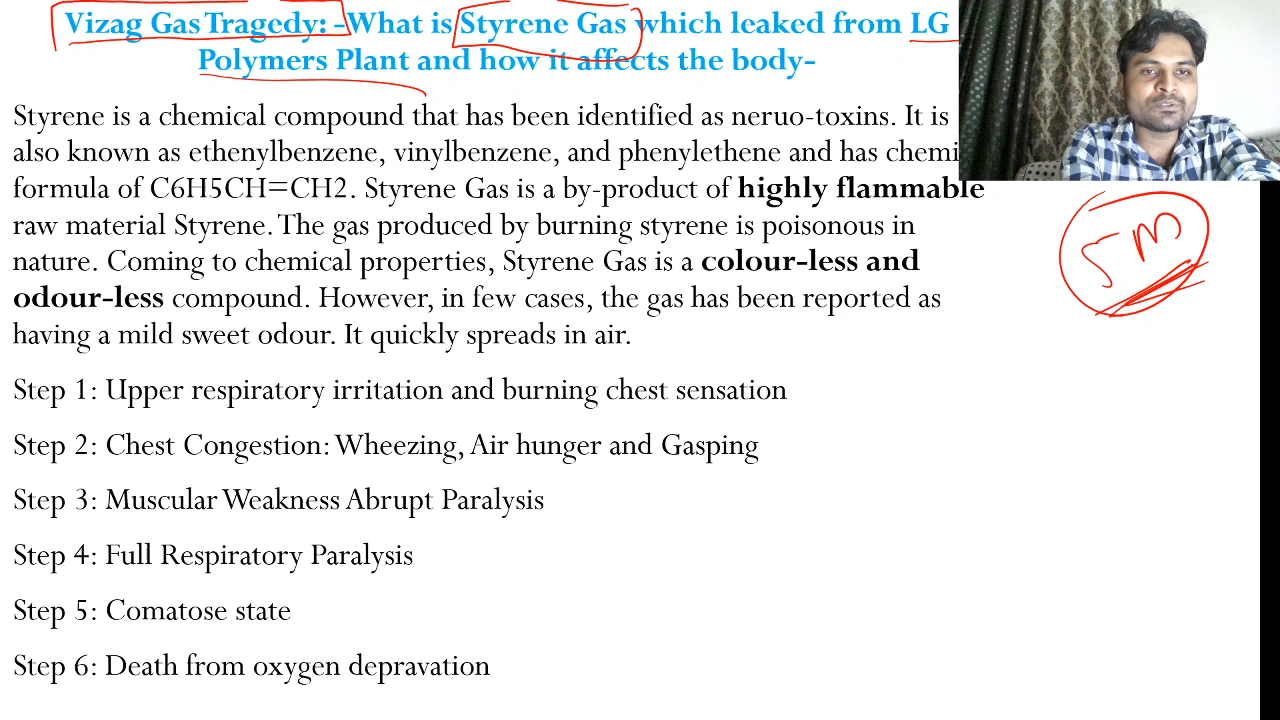 Vizag Gas Tragedy: -What is Styrene Gas which leaked from LG
Polymers Plant and how it affects the body-
Styrene is a chemical compound that has been identified as neruo-toxins. It is
also known as ethenylbenzene, vinylbenzene, and phenylethene and has chemi
formula of C6H5CH=CH2. Styrene Gas is a by-product of highly flammable
raw material Styrene. The gas produced by burning styrene is poisonous in
nature. Coming to chemical properties, Styrene Gas is a colour-less and
odour-less compound. However, in few cases, the gas has been reported as
having a mild sweet odour. It quickly spreads in air.
5M
Step 1: Upper respiratory irritation and burning chest sensation
Step 2: Chest Congestion: Wheezing, Air hunger and Gasping
Step 3: Muscular Weakness Abrupt Paralysis
Step 4: Full Respiratory Paralysis
Step 5: Comatose state
Step 6: Death from oxygen depravation